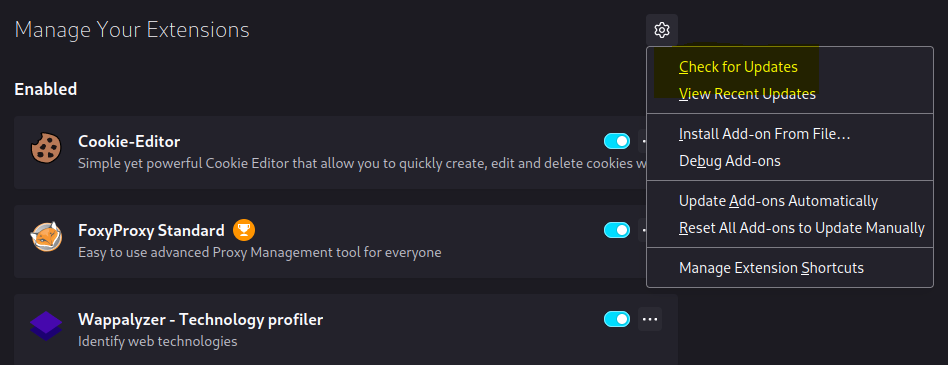 Manage Your Extensions
Check for Updates
View Recent Updates
Install Add-on From File...
Debug Add-ons
Update Add-ons Automatically
Reset All Add-ons to Update Manually
Manage Extension Shortcuts
Enabled
Cookie-Editor
Simple yet powerful Cookie Editor that allow you to quickly create, edit and delete cookies
FoxyProxy Standard
Easy to use advanced Proxy Management tool for everyone
Wappalyzer - Technology profiler
Identify web technologies